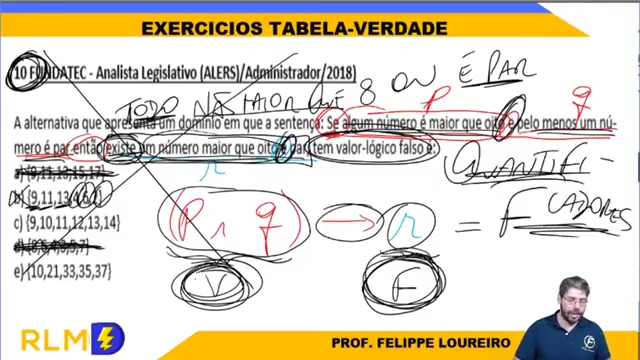 EXERCICIOS TABELA-VERDADE
10 FUNDATEC - Analista Legislativo (ALERS)/Administrador/2018)
TODO NÃ MAIOR QUE 8 OU É PAR
P q
A alternativa que apresenta um domínio em que a sentença: Se algum número é maior que oito e pelo menos um nú-
mero é par então existe um número maior que oito e par tem valor-lógico falso é:
r
QUANTIFI-
CADORES
a) {9,11,13,15,17}
b) {9,11,13,
c) {9,10,11,12,13,14}
e) {10,21,33,35,37}
(P ∧ q) → r = F
V F
RLM D
PROF. FELIPPE LOUREIRO